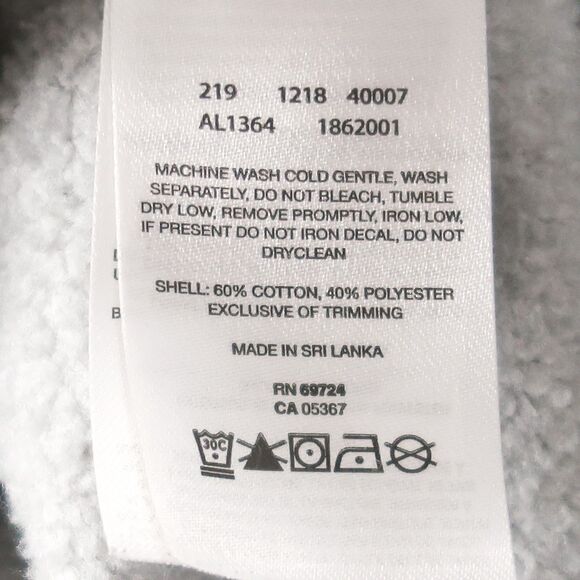 219 1218 40007
AL1364 1862001
MACHINE WASH COLD GENTLE, WASH
SEPARATELY, DO NOT BLEACH, TUMBLE
DRY LOW, REMOVE PROMPTLY, IRON LOW,
IF PRESENT DO NOT IRON DECAL, DO NOT
DRYCLEAN
SHELL: 60% COTTON, 40% POLYESTER
EXCLUSIVE OF TRIMMING
MADE IN SRI LANKA
RN 69724
CA 05367
30C